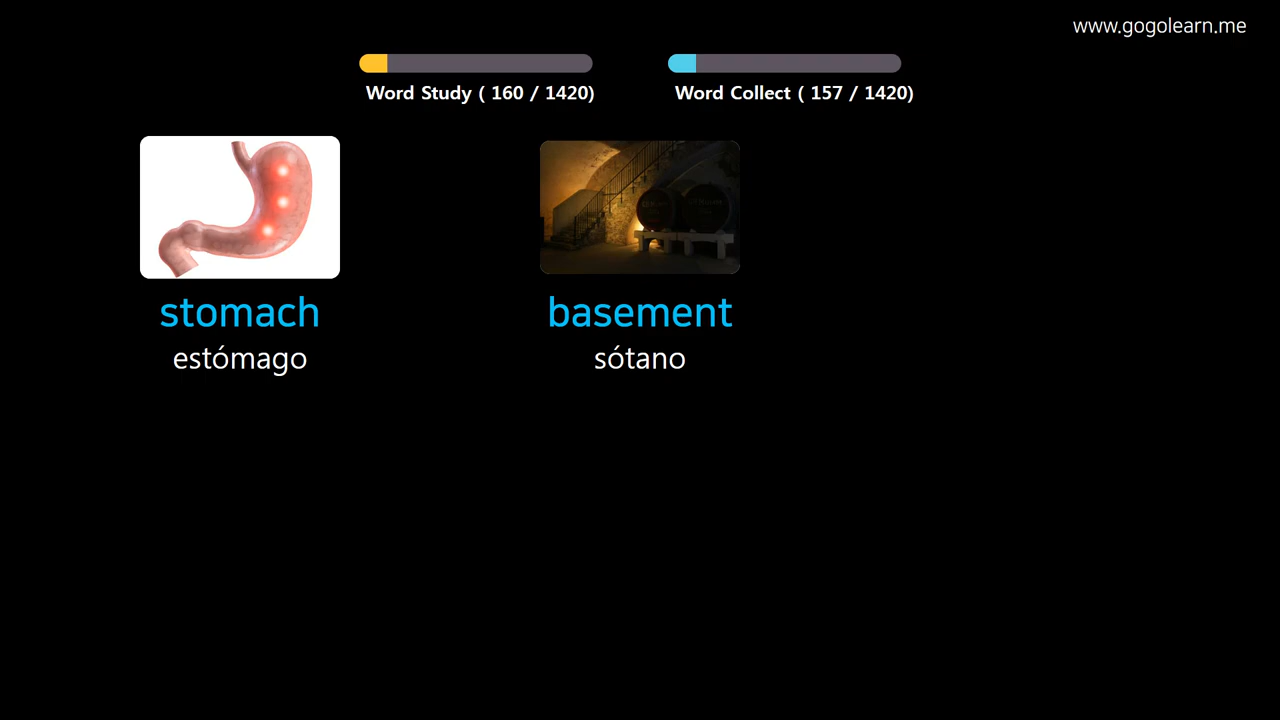 www.gogolearn.me
Word Study ( 160 / 1420)
Word Collect ( 157 / 1420)
stomach
basement
estómago
sótano